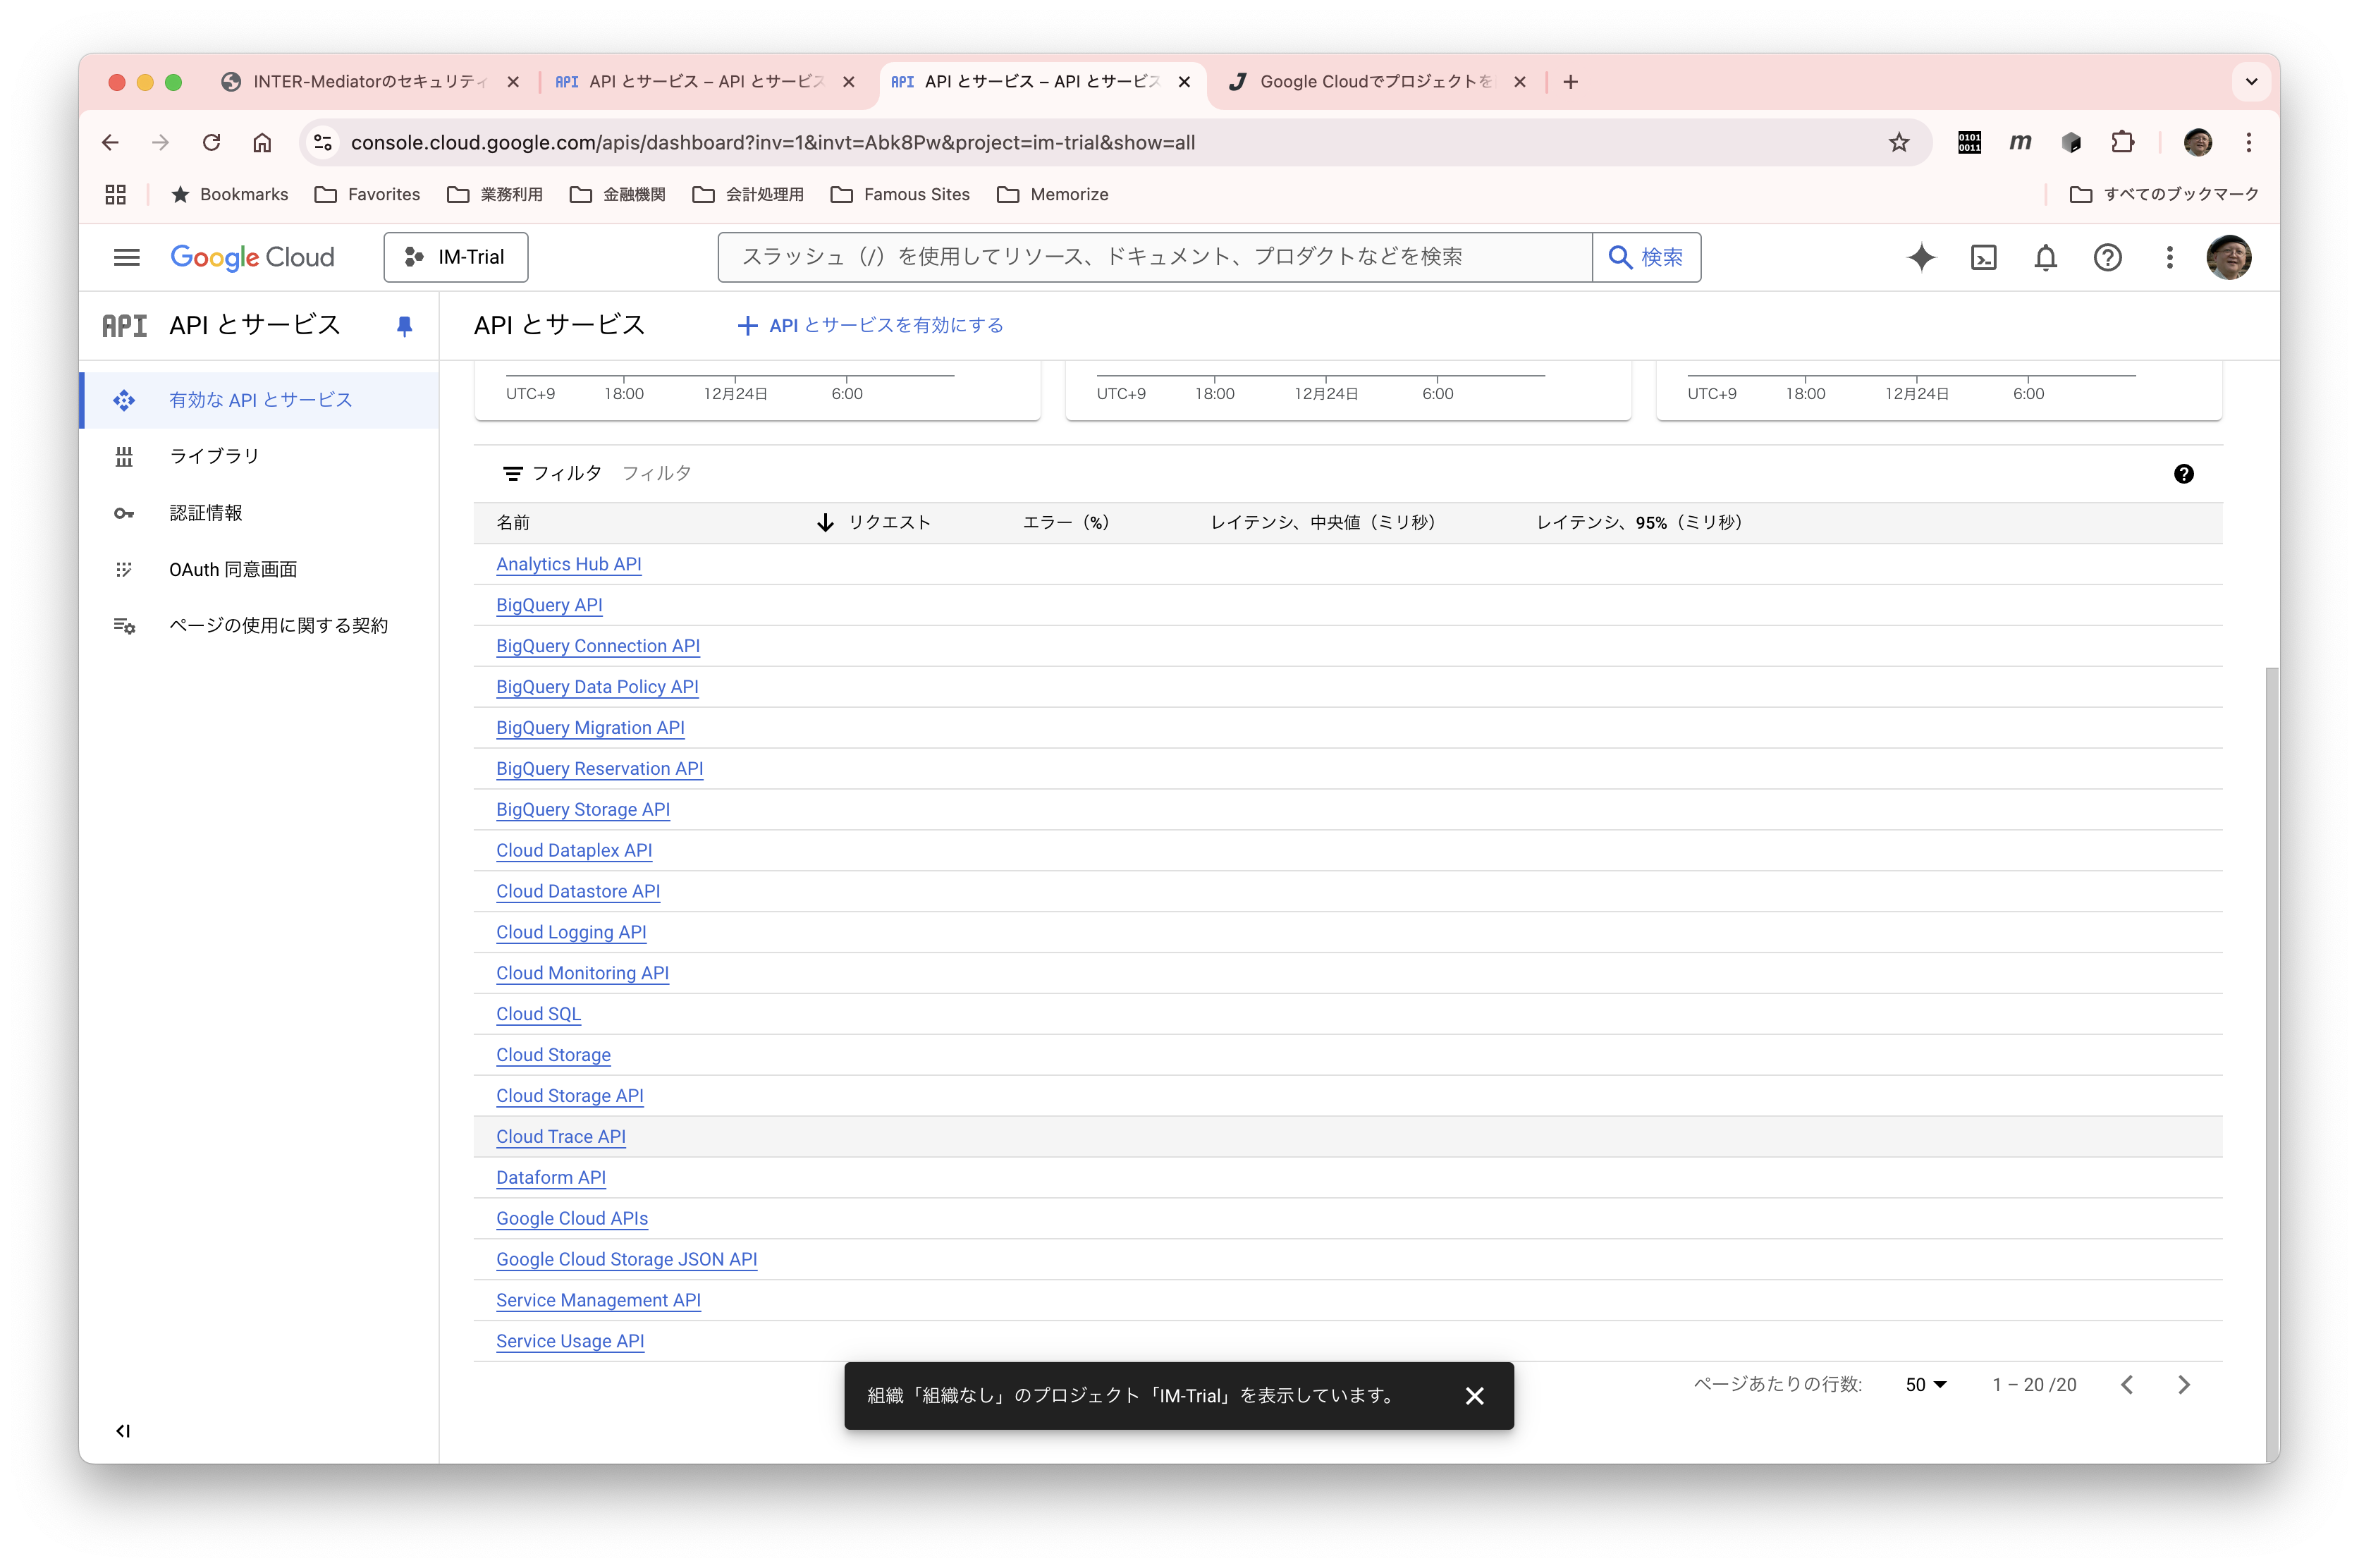 INTER-Mediatorのセキュリティ
API とサービス – API とサービス
API とサービス – API とサービス
Google Cloudでプロジェクトを
console.cloud.google.com/apis/dashboard?inv=1&invt=Abk8Pw&project=im-trial&show=all
0101
0011
m
Bookmarks
Favorites
業務利用
金融機関
会計処理用
Famous Sites
Memorize
すべてのブックマーク
Google Cloud
IM-Trial
スラッシュ（/）を使用してリソース、ドキュメント、プロダクトなどを検索
検索
API API とサービス
API とサービス
API とサービスを有効にする
有効な API とサービス
ライブラリ
認証情報
OAuth 同意画面
ページの使用に関する契約
UTC+9 18:00 12月24日 6:00
UTC+9 18:00 12月24日 6:00
UTC+9 18:00 12月24日 6:00
フィルタ フィルタ
名前 リクエスト エラー（%） レイテンシ、中央値（ミリ秒） レイテンシ、95%（ミリ秒）
Analytics Hub API
BigQuery API
BigQuery Connection API
BigQuery Data Policy API
BigQuery Migration API
BigQuery Reservation API
BigQuery Storage API
Cloud Dataplex API
Cloud Datastore API
Cloud Logging API
Cloud Monitoring API
Cloud SQL
Cloud Storage
Cloud Storage API
Cloud Trace API
Dataform API
Google Cloud APIs
Google Cloud Storage JSON API
Service Management API
Service Usage API
組織「組織なし」のプロジェクト「IM-Trial」を表示しています。
ページあたりの行数: 50 1 – 20 /20